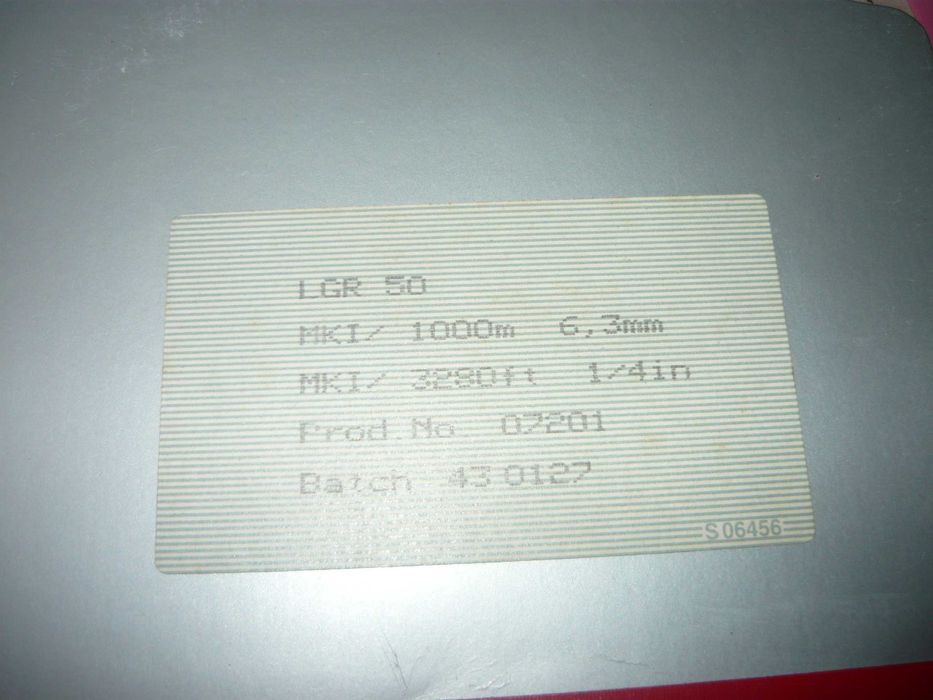 LGR 50
MKI/ 1000m 6,3mm
MKI/ 3280ft 1/4in
Prod.No. 07201
Batch 43 0127
S 06456